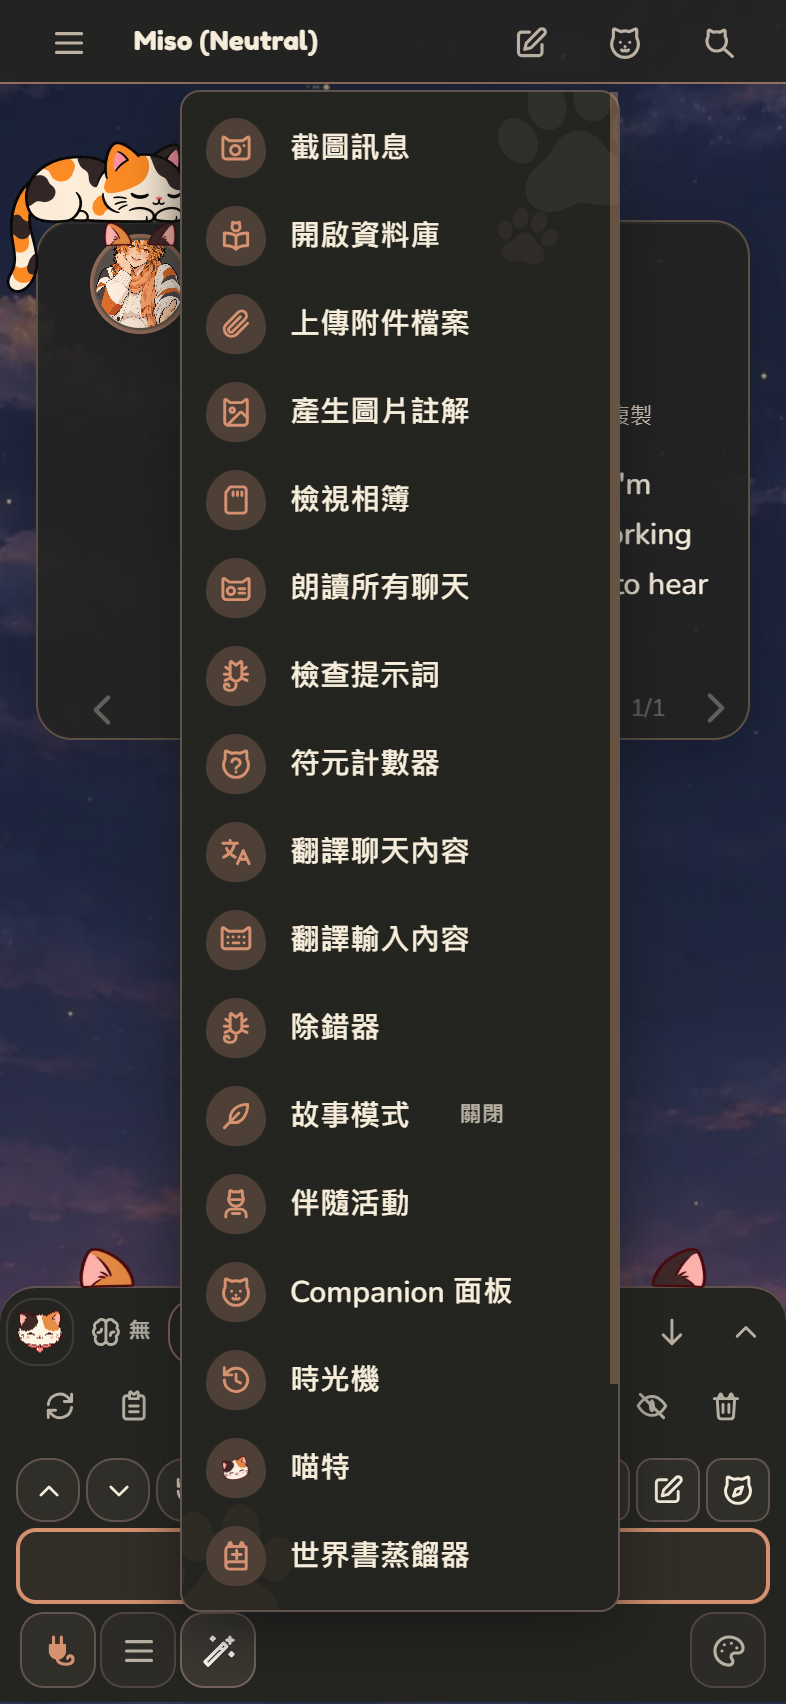 Miso (Neutral)
截圖訊息
開啟資料庫
上傳附件檔案
產生圖片註解
複製
檢視相簿
'm
orking
朗讀所有聊天
to hear
檢查提示詞
1/1
符元計數器
翻譯聊天內容
翻譯輸入內容
除錯器
故事模式 關閉
伴隨活動
Companion 面板
無
時光機
喵特
世界書蒸餾器